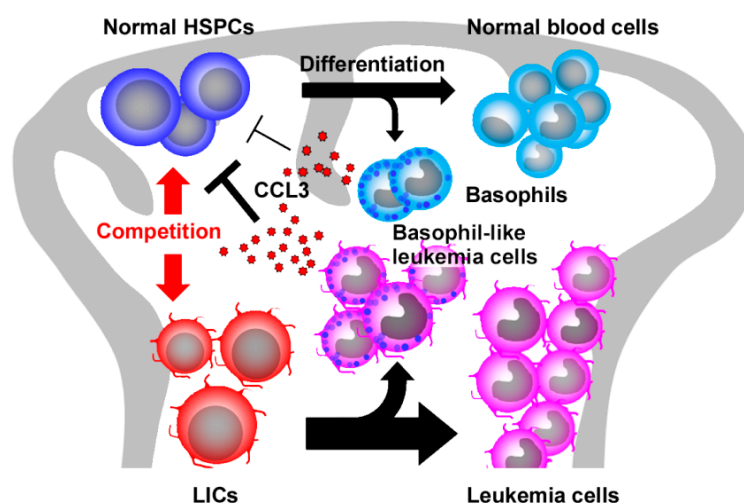 Normal HSPCs
Normal blood cells
Differentiation
CCL3
Basophils
Competition
Basophil-like
leukemia cells
LICs
Leukemia cells